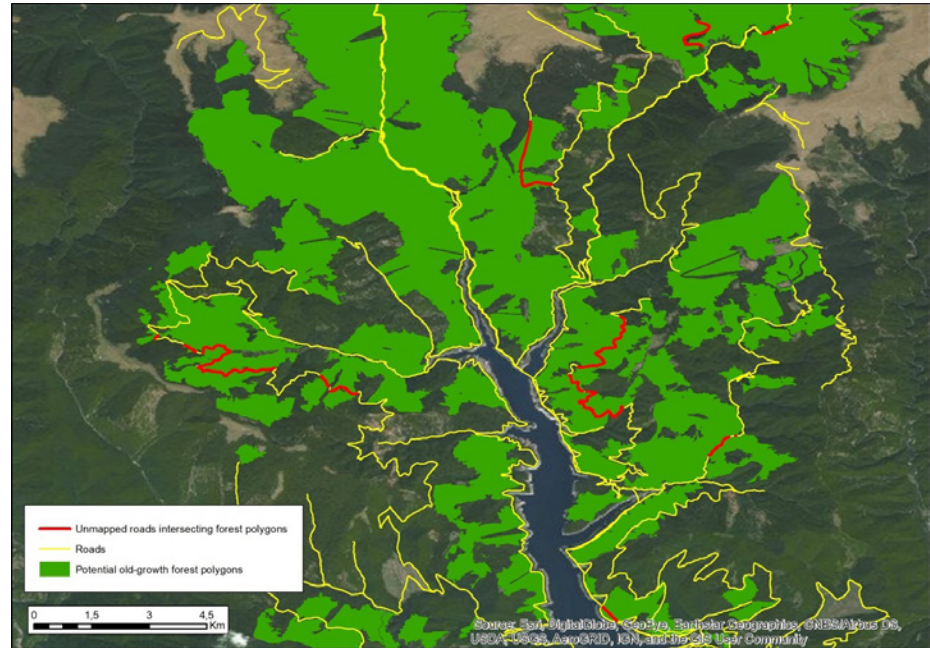 Unmapped roads intersecting forest polygons
Roads
Potential old-growth forest polygons
0 1,5 3 4,5
Km
Source: Esri, DigitalGlobe, GeoEye, Earthstar Geographics, CNES/Airbus DS,
USDA, USGS, AeroGRID, IGN, and the GIS User Community